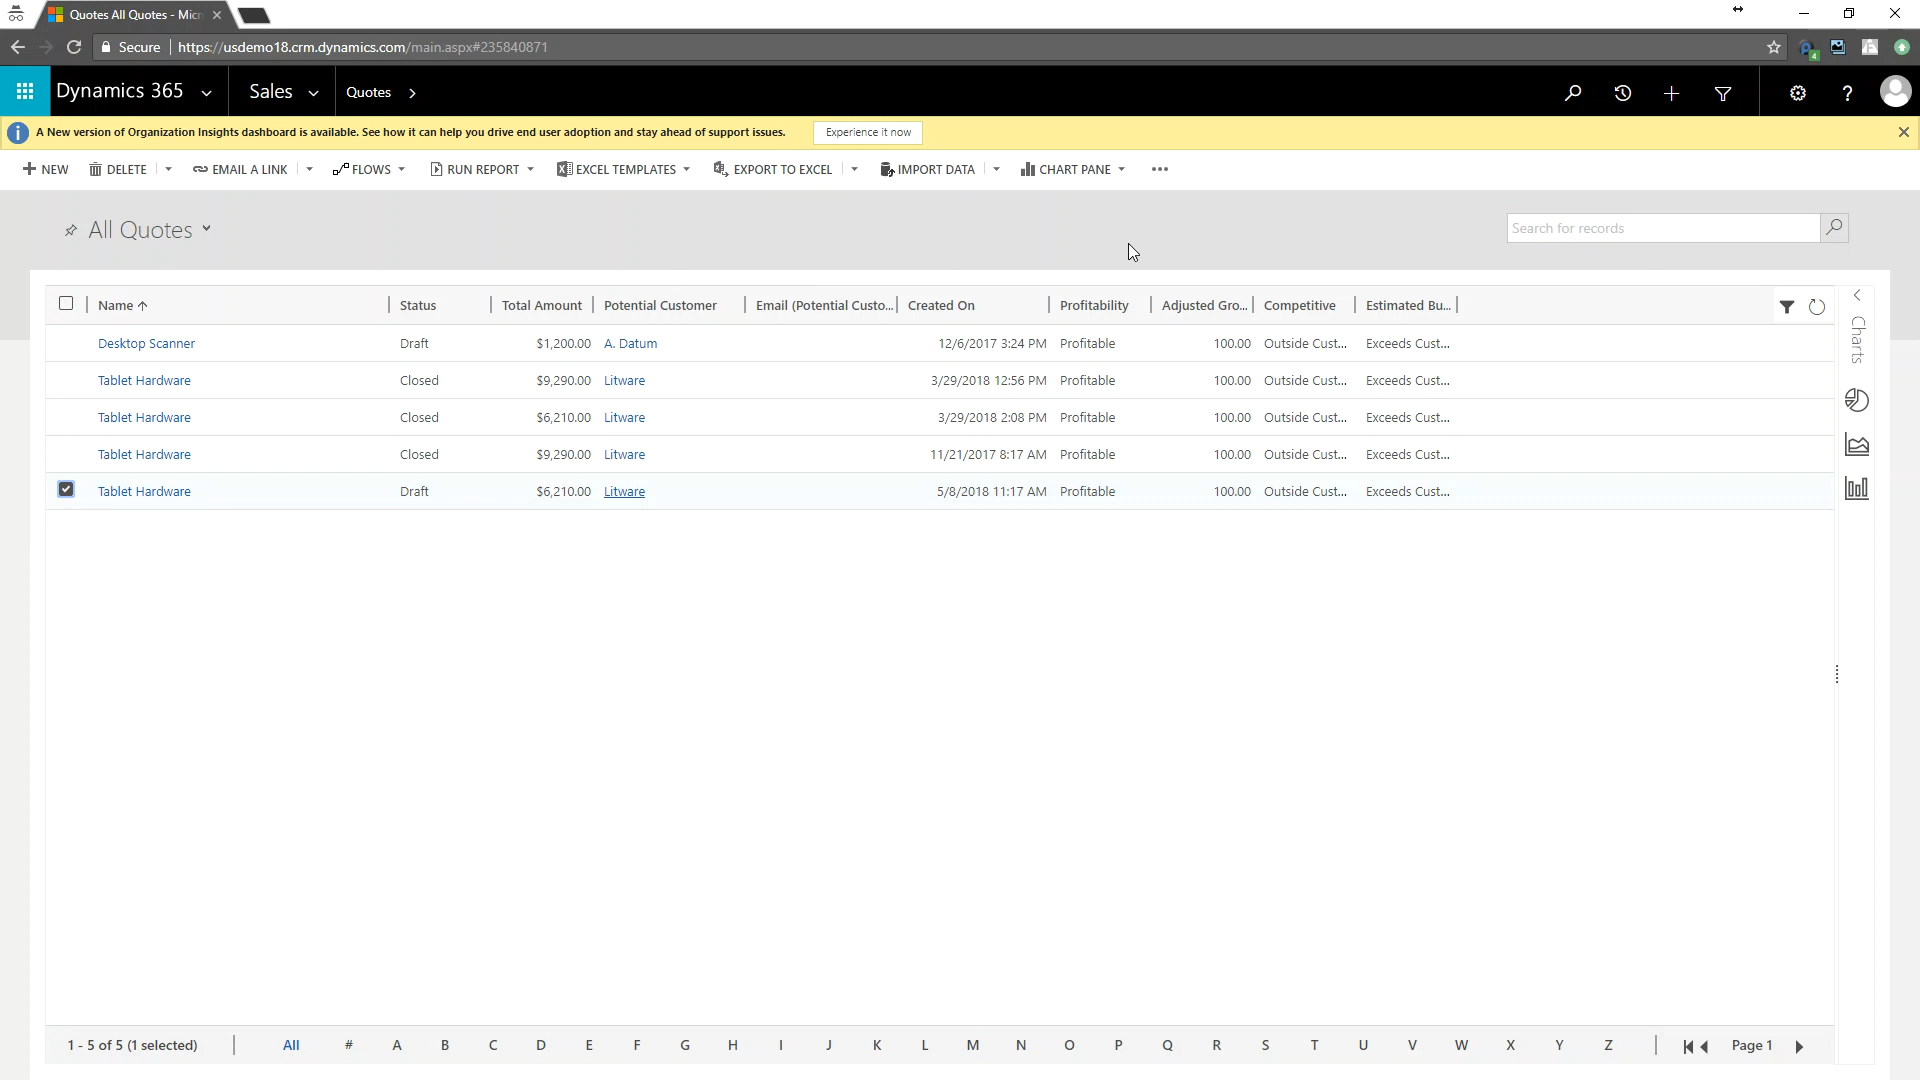 Quotes All Quotes - Micr
Secure https://usdemo18.crm.dynamics.com/main.aspx#235840871
4
Dynamics 365 Sales Quotes
A New version of Organization Insights dashboard is available. See how it can help you drive end user adoption and stay ahead of support issues. Experience it now
NEW DELETE EMAIL A LINK FLOWS RUN REPORT EXCEL TEMPLATES EXPORT TO EXCEL IMPORT DATA CHART PANE
All Quotes Search for records
Name Status Total Amount Potential Customer Email (Potential Custo... Created On Profitability Adjusted Gro... Competitive Estimated Bu...
Desktop Scanner Draft $1,200.00 A. Datum 12/6/2017 3:24 PM Profitable 100.00 Outside Cust... Exceeds Cust...
Tablet Hardware Closed $9,290.00 Litware 3/29/2018 12:56 PM Profitable 100.00 Outside Cust... Exceeds Cust...
Tablet Hardware Closed $6,210.00 Litware 3/29/2018 2:08 PM Profitable 100.00 Outside Cust... Exceeds Cust...
Tablet Hardware Closed $9,290.00 Litware 11/21/2017 8:17 AM Profitable 100.00 Outside Cust... Exceeds Cust...
Tablet Hardware Draft $6,210.00 Litware 5/8/2018 11:17 AM Profitable 100.00 Outside Cust... Exceeds Cust...
Charts
1 - 5 of 5 (1 selected) All # A B C D E F G H I J K L M N O P Q R S T U V W X Y Z Page 1